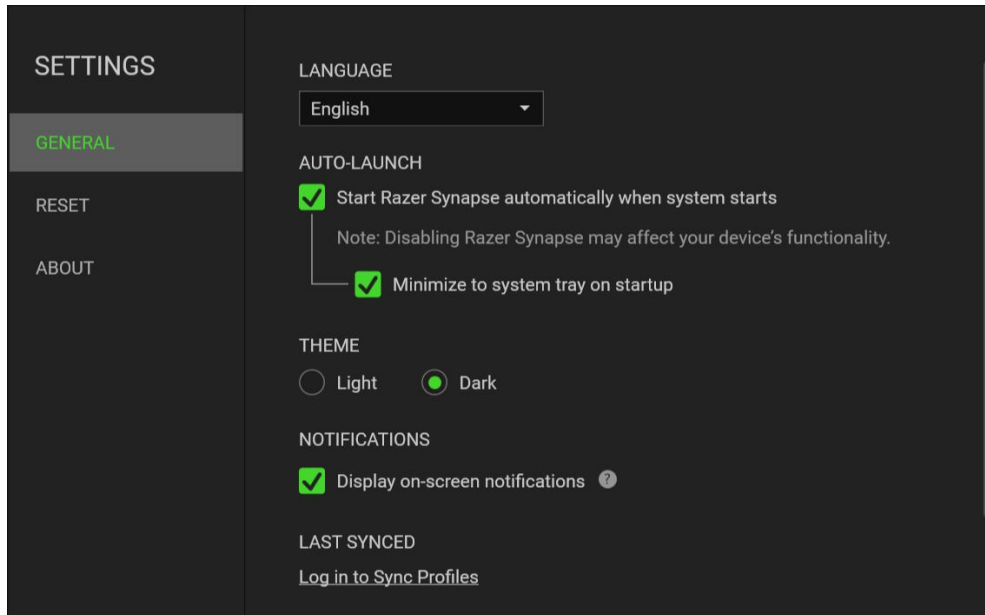 SETTINGS
GENERAL
RESET
ABOUT
LANGUAGE
English
AUTO-LAUNCH
Start Razer Synapse automatically when system starts
Note: Disabling Razer Synapse may affect your device’s functionality.
Minimize to system tray on startup
THEME
Light Dark
NOTIFICATIONS
Display on-screen notifications ?
LAST SYNCED
Log in to Sync Profiles